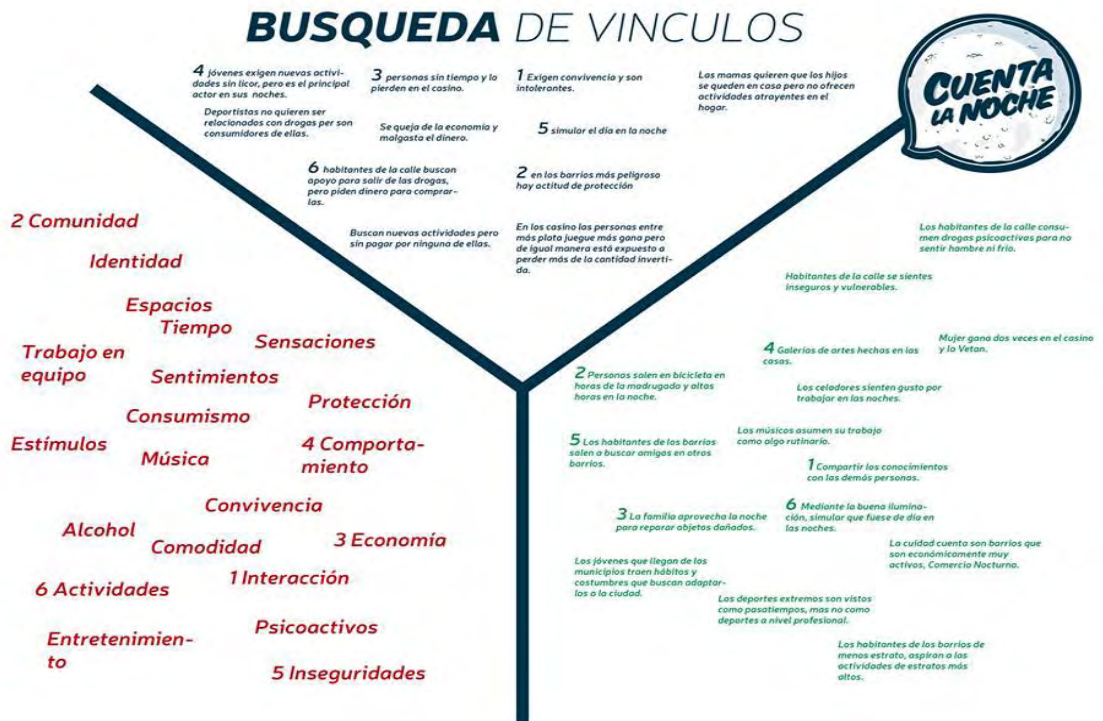 BUSQUEDA DE VINCULOS
CUENTA
LA NOCHE
4 jóvenes exigen nuevas activi-
dades sin licor, pero es el principal
actor en sus noches.
3 personas sin tiempo y lo
pierden en el casino.
1 Exigen convivencia y son
intolerantes.
Las mamas quieren que los hijos
se queden en casa pero no ofrecen
actividades atrayentes en el
hogar.
Deportistas no quieren ser
relacionados con drogas per son
consumidores de ellas.
Se queja de la economía y
malgasta el dinero.
5 simular el día en la noche
6 habitantes de la calle buscan
apoyo para salir de las drogas,
pero piden dinero para comprar-
las.
2 en los barrios más peligroso
hay actitud de protección
Buscan nuevas actividades pero
sin pagar por ninguna de ellas.
En los casino las personas entre
más plata juegue más gana pero
de igual manera está expuesto a
perder más de la cantidad inverti-
da.
2 Comunidad
Identidad
Espacios
Tiempo
Sensaciones
Trabajo en
equipo
Sentimientos
Protección
Consumismo
Estímulos
Música
4 Comporta-
miento
Convivencia
Alcohol
Comodidad
3 Economía
1 Interacción
6 Actividades
Psicoactivos
Entretenimien-
to
5 Inseguridades
Los habitantes de la calle consu-
men drogas psicoactivas para no
sentir hambre ni frio.
Habitantes de la calle se sientes
inseguros y vulnerables.
Mujer gana dos veces en el casino
y la Vetan.
4 Galerías de artes hechas en las
casas.
2 Personas salen en bicicleta en
horas de la madrugada y altas
horas en la noche.
Los celadores sienten gusto por
trabajar en las noches.
Los músicos asumen su trabajo
como algo rutinario.
5 Los habitantes de los barrios
salen a buscar amigos en otros
barrios.
1 Compartir los conocimientos
con las demás personas.
6 Mediante la buena ilumina-
ción, simular que fuese de día en
las noches.
3 La familia aprovecha la noche
para reparar objetos dañados.
La cuidad cuenta son barrios que
son económicamente muy
activos, Comercio Nocturno.
Los jóvenes que llegan de los
municipios traen hábitos y
costumbres que buscan adaptar-
los a la ciudad.
Los deportes extremos son vistos
como pasatiempos, mas no como
deportes a nivel profesional.
Los habitantes de los barrios de
menos estrato, aspiran a las
actividades de estratos más
altos.